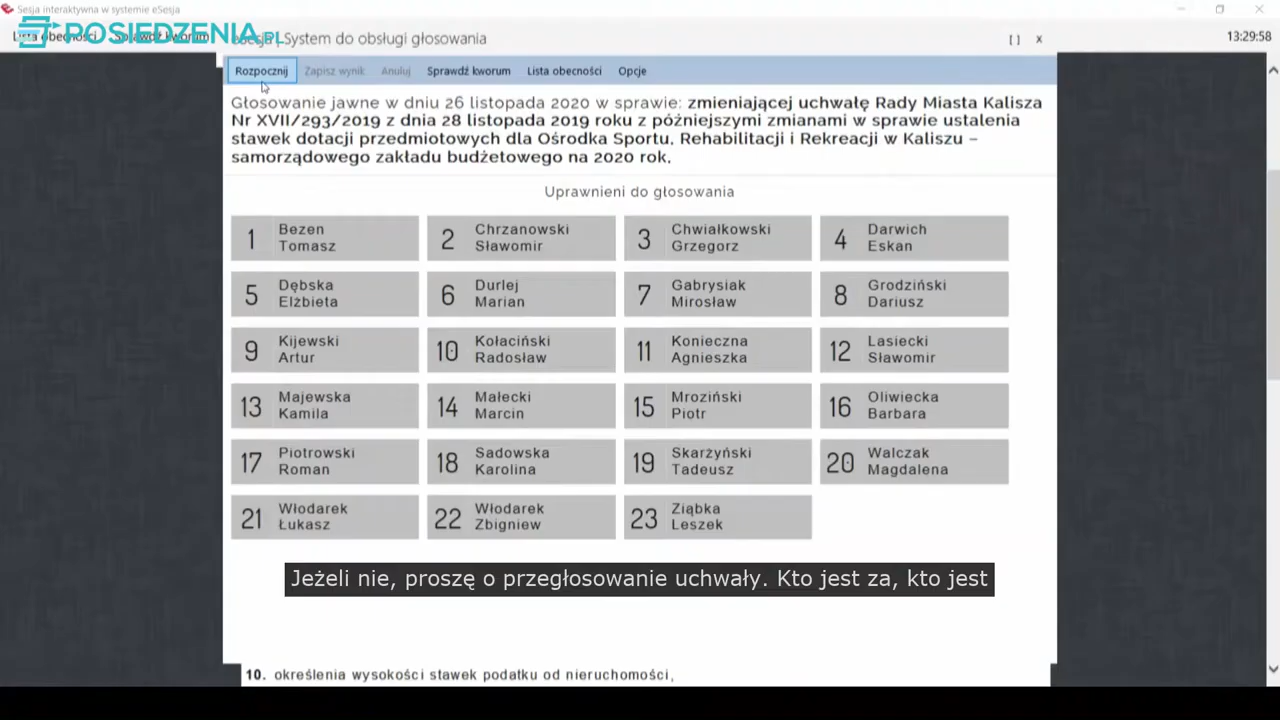 Sesja interaktywna w systemie eSesja
POSIEDZENIA.PL
Lista obecności Sprawdź kworum
eSesja | System do obsługi głosowania
[ ] x
13:29:58
Rozpocznij Zapisz wynik Anuluj Sprawdź kworum Lista obecności Opcje
Głosowanie jawne w dniu 26 listopada 2020 w sprawie: zmieniającej uchwałę Rady Miasta Kalisza
Nr XVII/293/2019 z dnia 28 listopada 2019 roku z późniejszymi zmianami w sprawie ustalenia
stawek dotacji przedmiotowych dla Ośrodka Sportu, Rehabilitacji i Rekreacji w Kaliszu –
samorządowego zakładu budżetowego na 2020 rok.
Uprawnieni do głosowania
1 Bezen Tomasz
2 Chrzanowski Sławomir
3 Chwiałkowski Grzegorz
4 Darwich Eskan
5 Dębska Elżbieta
6 Durlej Marian
7 Gabrysiak Mirosław
8 Grodziński Dariusz
9 Kijewski Artur
10 Kołaciński Radosław
11 Konieczna Agnieszka
12 Lasiecki Sławomir
13 Majewska Kamila
14 Małecki Marcin
15 Mroziński Piotr
16 Oliwiecka Barbara
17 Piotrowski Roman
18 Sadowska Karolina
19 Skarżyński Tadeusz
20 Walczak Magdalena
21 Włodarek Łukasz
22 Włodarek Zbigniew
23 Ziąbka Leszek
Jeżeli nie, proszę o przegłosowanie uchwały. Kto jest za, kto jest
10. określenia wysokości stawek podatku od nieruchomości,